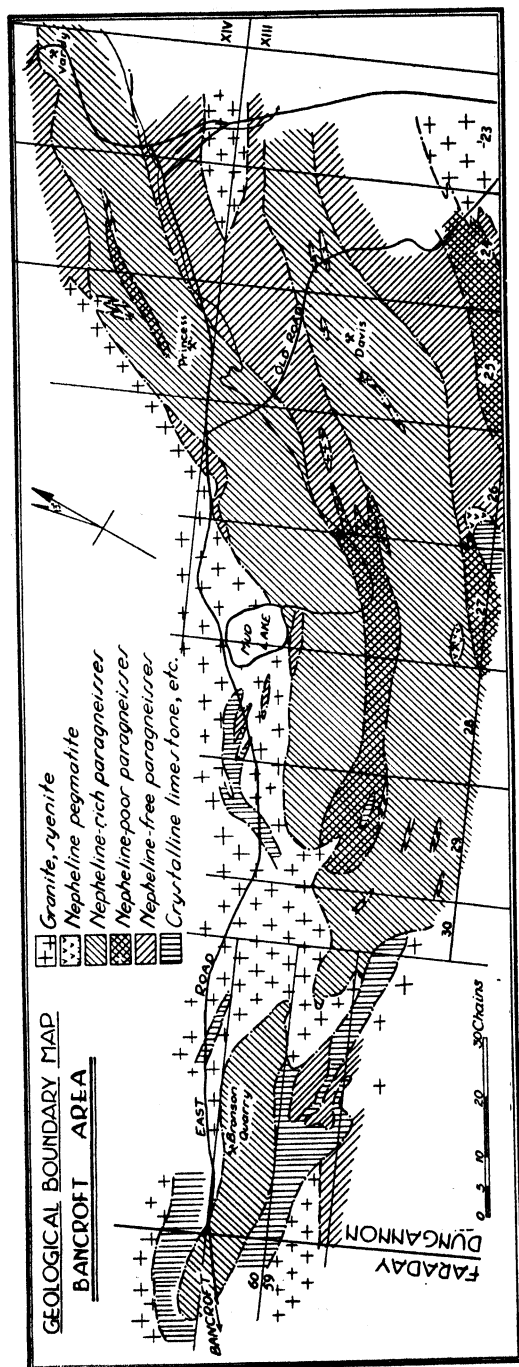 GEOLOGICAL BOUNDARY MAP
BANCROFT AREA
Granite, syenite
Nepheline pegmatite
Nepheline-rich paragneisses
Nepheline-poor paragneisses
Nepheline-free paragneisses
Crystalline limestone, etc.
XIV
XIII
Vardy
Princess
OLD ROAD
Davis
MUD
LAKE
EAST
ROAD
Bronson
Quarry
BANCROFT
60
59
FARADAY
DUNGANNON
0 5 10 20 30 Chains
30
29
28
27
26
25
24
23